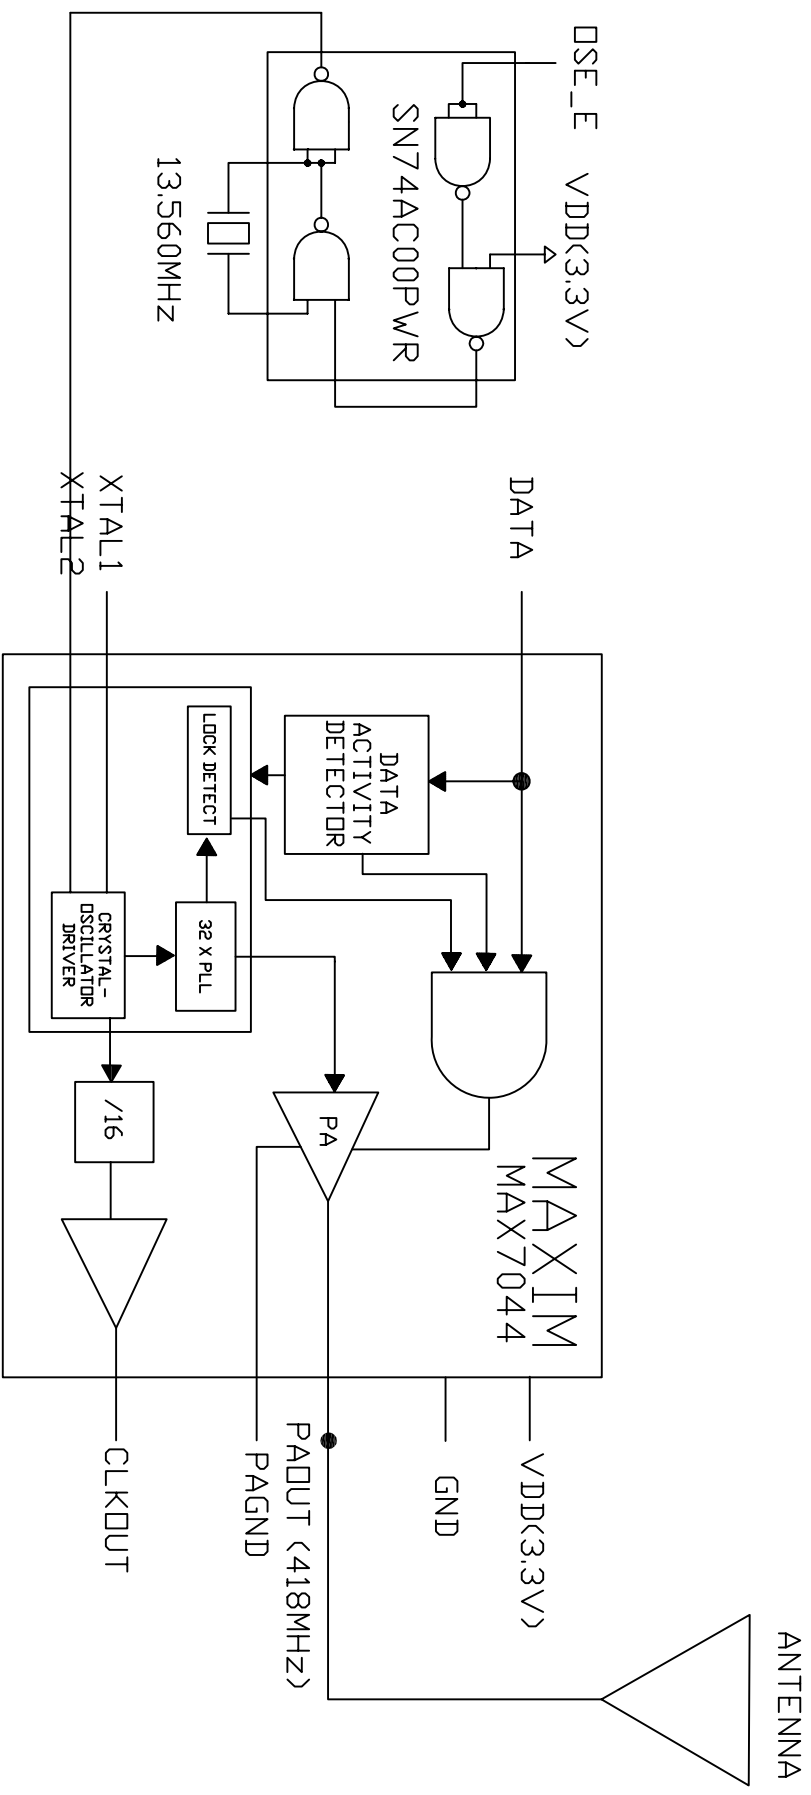 OSE_E
VDD(3.3V)
SN74AC00PWR
13.560MHz
DATA
XTAL1
XTAL2
DATA
ACTIVITY
DETECTOR
LOCK DETECT
32 X PLL
CRYSTAL-
OSCILLATOR
DRIVER
/16
PA
MAXIM
MAX7044
VDD(3.3V)
GND
PAOUT (418MHz)
PAGND
CLKOUT
ANTENNA